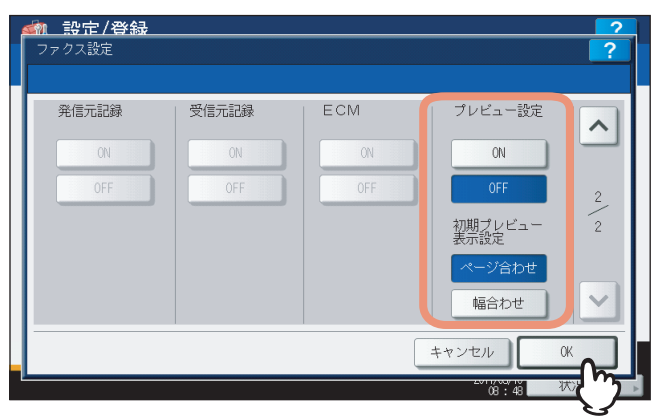 設定/登録
?
ファクス設定
?
発信元記録
受信元記録
ECM
プレビュー設定
ON
ON
ON
ON
OFF
OFF
OFF
OFF
2/2
初期プレビュー
表示設定
ページ合わせ
幅合わせ
キャンセル
OK
08:48